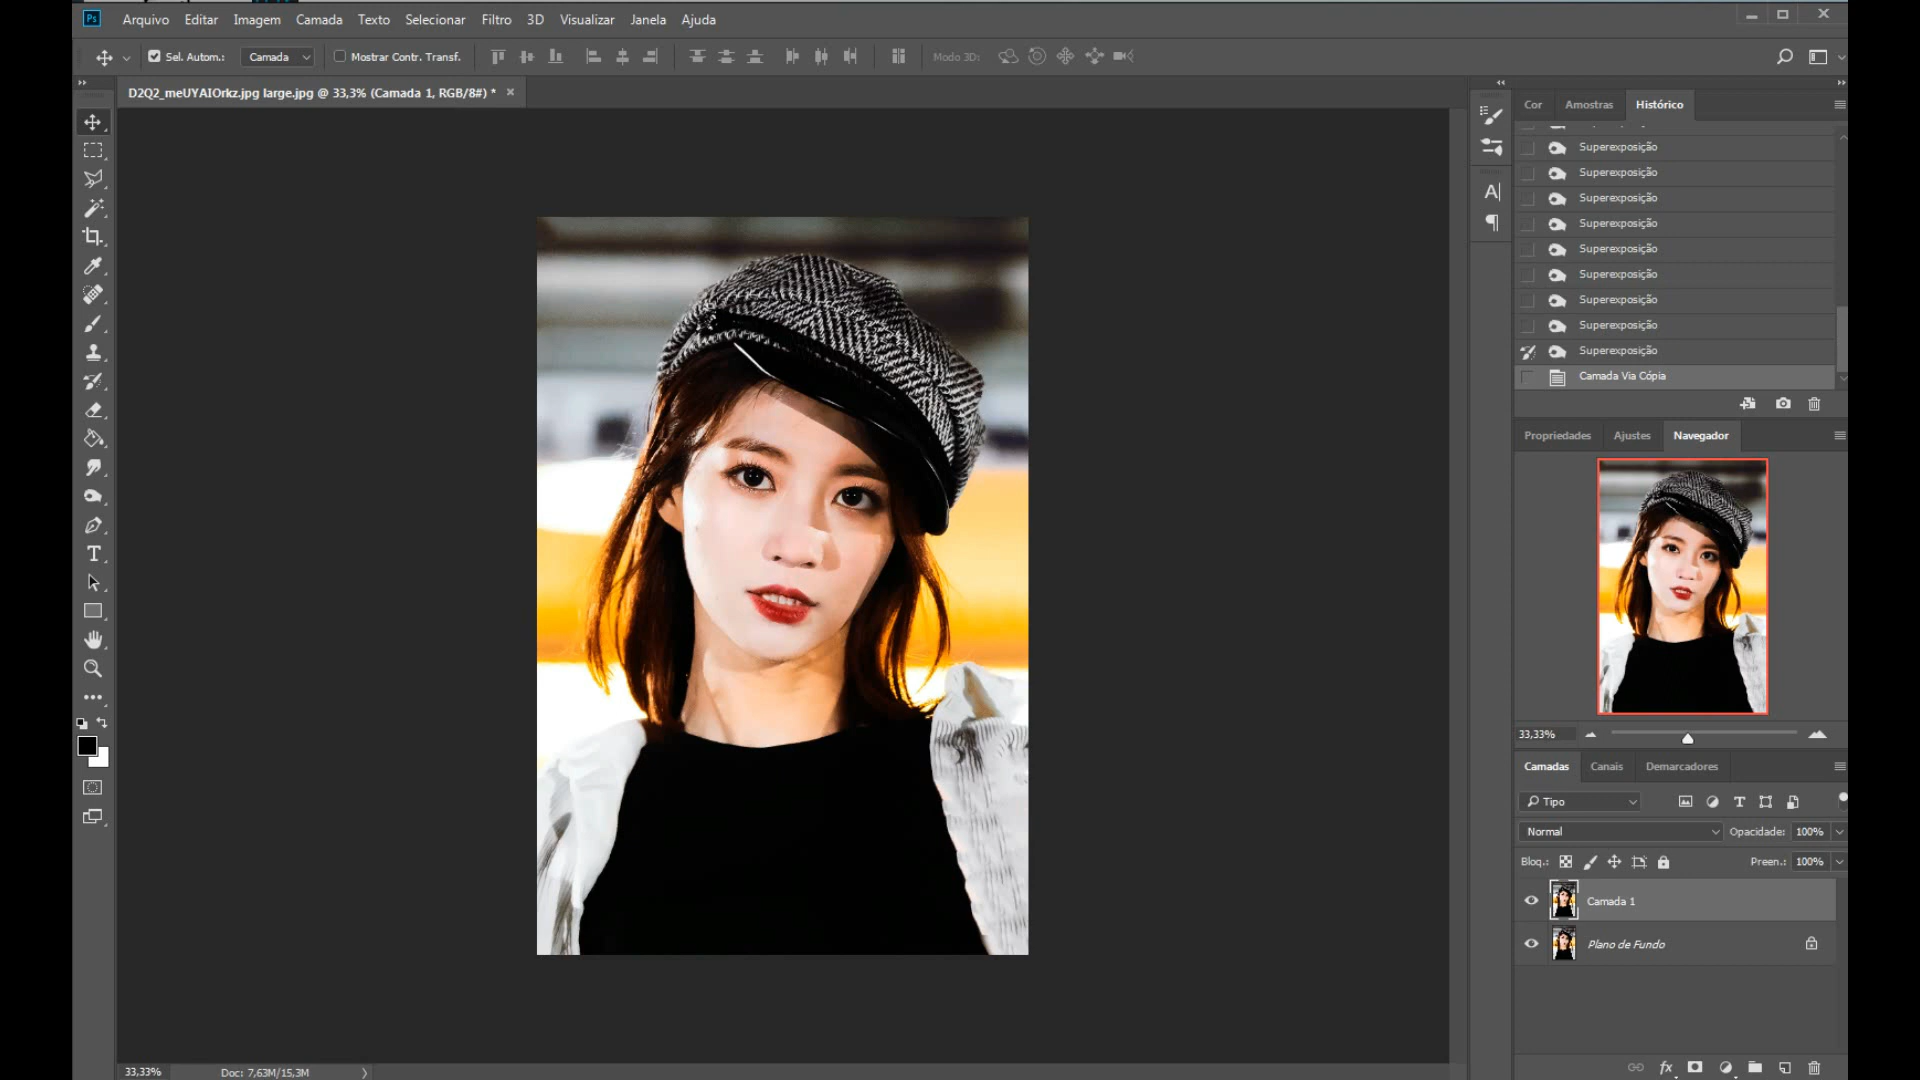 Ps Arquivo Editar Imagem Camada Texto Selecionar Filtro 3D Visualizar Janela Ajuda
Sel. Autom.: Camada Mostrar Contr. Transf. Modo 3D:
D2Q2_meUYAIOrkz.jpg large.jpg @ 33,3% (Camada 1, RGB/8#) *
Cor Amostras Histórico
Superexposição
Superexposição
Superexposição
Superexposição
Superexposição
Superexposição
Superexposição
Superexposição
Superexposição
Camada Via Cópia
Propriedades Ajustes Navegador
33,33%
Camadas Canais Demarcadores
Tipo
Normal Opacidade: 100%
Bloq.: Preen.: 100%
Camada 1
Plano de Fundo
fx
33,33% Doc: 7,63M/15,3M